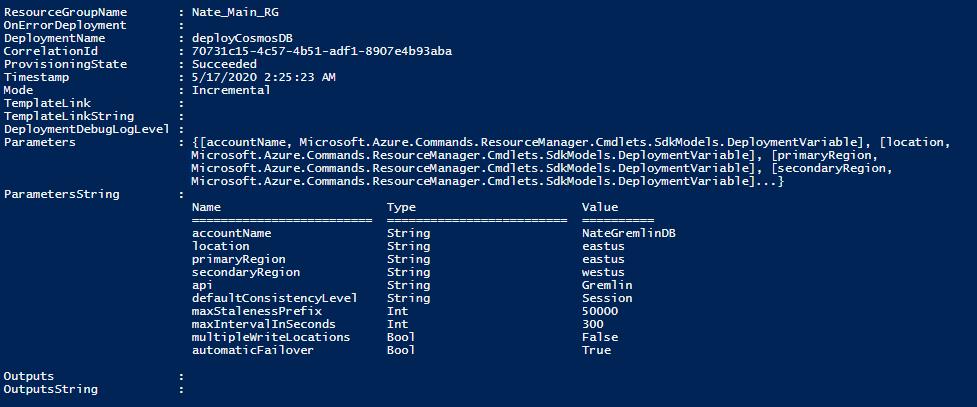 ResourceGroupName       : Nate_Main_RG
OnErrorDeployment       :
DeploymentName          : deployCosmosDB
CorrelationId           : 70731c15-4c57-4b51-adf1-8907e4b93aba
ProvisioningState       : Succeeded
Timestamp               : 5/17/2020 2:25:23 AM
Mode                    : Incremental
TemplateLink            :
TemplateLinkString      :
DeploymentDebugLogLevel :
Parameters              : {[accountName, Microsoft.Azure.Commands.ResourceManager.Cmdlets.SdkModels.DeploymentVariable], [location,
                          Microsoft.Azure.Commands.ResourceManager.Cmdlets.SdkModels.DeploymentVariable], [primaryRegion,
                          Microsoft.Azure.Commands.ResourceManager.Cmdlets.SdkModels.DeploymentVariable], [secondaryRegion,
                          Microsoft.Azure.Commands.ResourceManager.Cmdlets.SdkModels.DeploymentVariable]...}
ParametersString        :
                          Name                       Type                       Value
                          =========================  =========================  ==========
                          accountName                String                     NateGremlinDB
                          location                   String                     eastus
                          primaryRegion              String                     eastus
                          secondaryRegion            String                     westus
                          api                        String                     Gremlin
                          defaultConsistencyLevel    String                     Session
                          maxStalenessPrefix         Int                        50000
                          maxIntervalInSeconds       Int                        300
                          multipleWriteLocations     Bool                       False
                          automaticFailover          Bool                       True
Outputs                 :
OutputsString           :